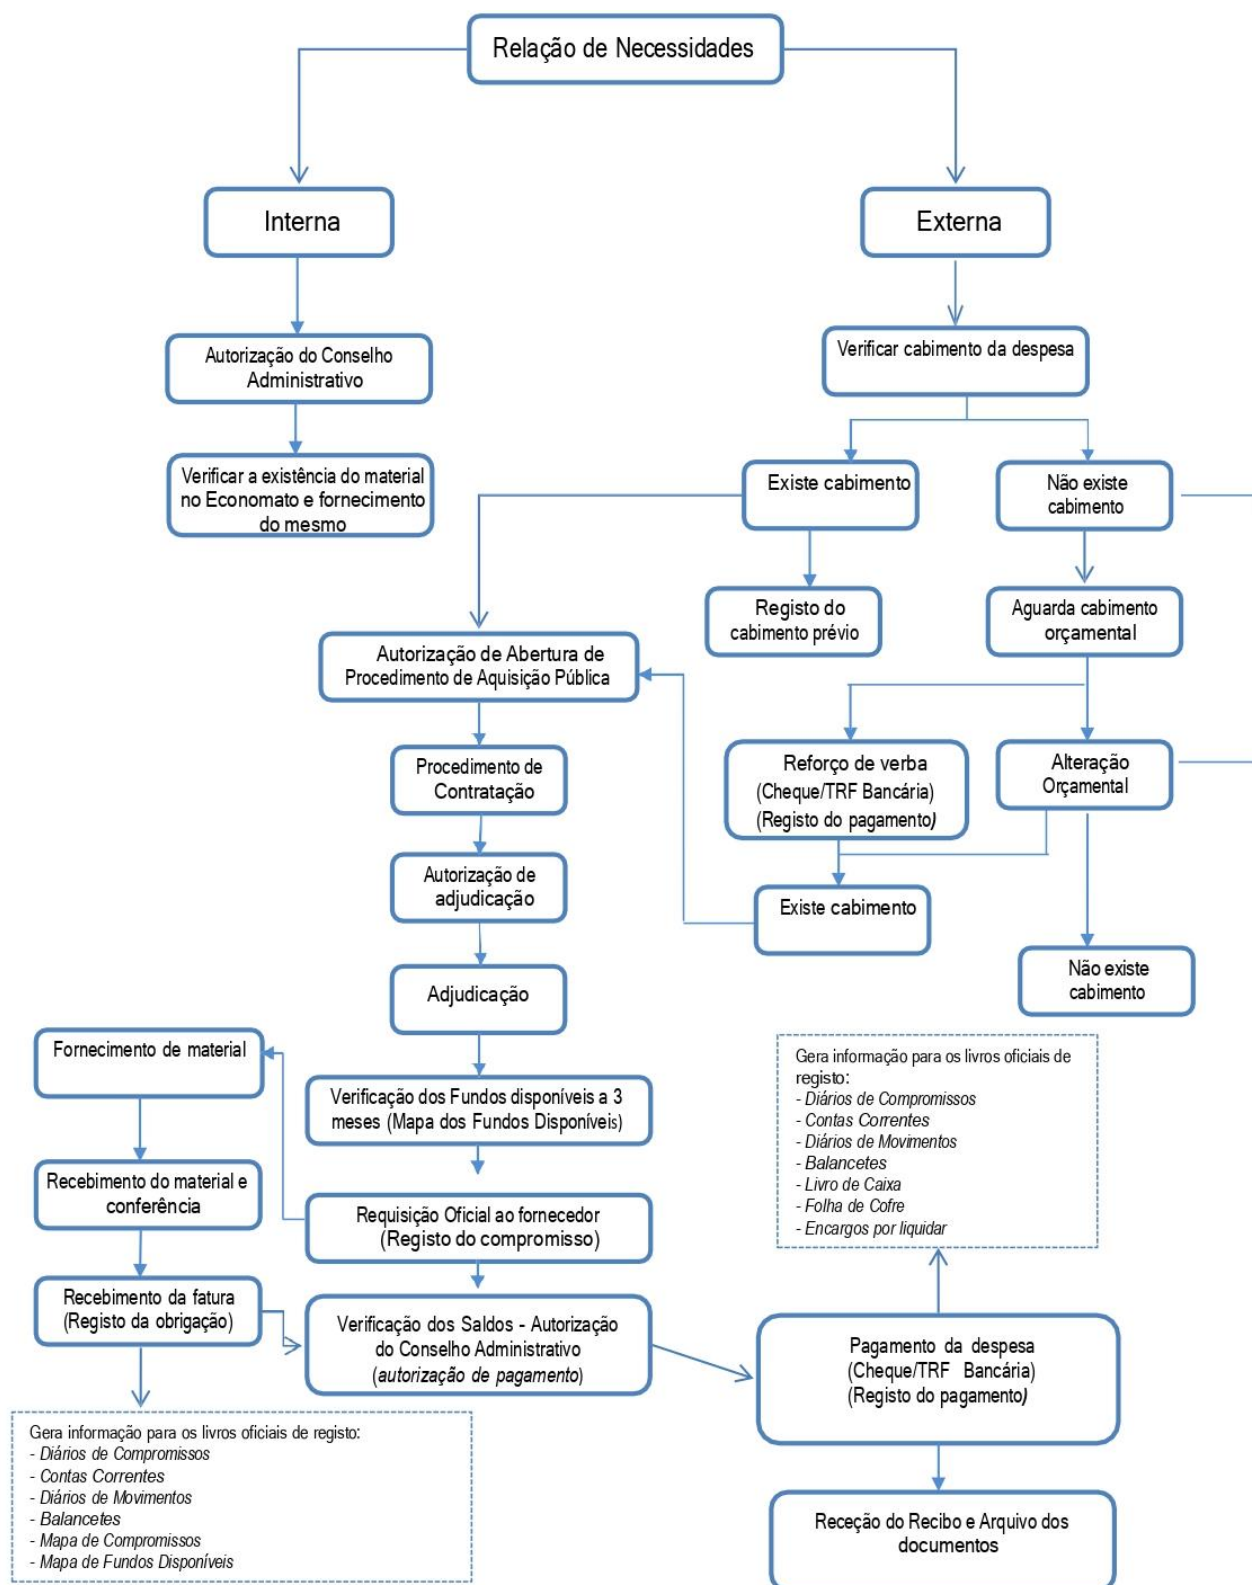 Relação de Necessidades
Interna
Externa
Autorização do Conselho
Administrativo
Verificar cabimento da despesa
Verificar a existência do material
no Economato e fornecimento
do mesmo
Existe cabimento
Não existe
cabimento
Registo do
cabimento prévio
Aguarda cabimento
orçamental
Autorização de Abertura de
Procedimento de Aquisição Pública
Procedimento de
Contratação
Reforço de verba
(Cheque/TRF Bancária)
(Registo do pagamento)
Alteração
Orçamental
Autorização de
adjudicação
Existe cabimento
Não existe
cabimento
Adjudicação
Fornecimento de material
Verificação dos Fundos disponíveis a 3
meses (Mapa dos Fundos Disponíveis)
Gera informação para os livros oficiais de
registo:
- Diários de Compromissos
- Contas Correntes
- Diários de Movimentos
- Balancetes
- Livro de Caixa
- Folha de Cofre
- Encargos por liquidar
Recebimento do material e
conferência
Requisição Oficial ao fornecedor
(Registo do compromisso)
Recebimento da fatura
(Registo da obrigação)
Verificação dos Saldos - Autorização
do Conselho Administrativo
(autorização de pagamento)
Pagamento da despesa
(Cheque/TRF Bancária)
(Registo do pagamento)
Gera informação para os livros oficiais de registo:
- Diários de Compromissos
- Contas Correntes
- Diários de Movimentos
- Balancetes
- Mapa de Compromissos
- Mapa de Fundos Disponíveis
Receção do Recibo e Arquivo dos
documentos